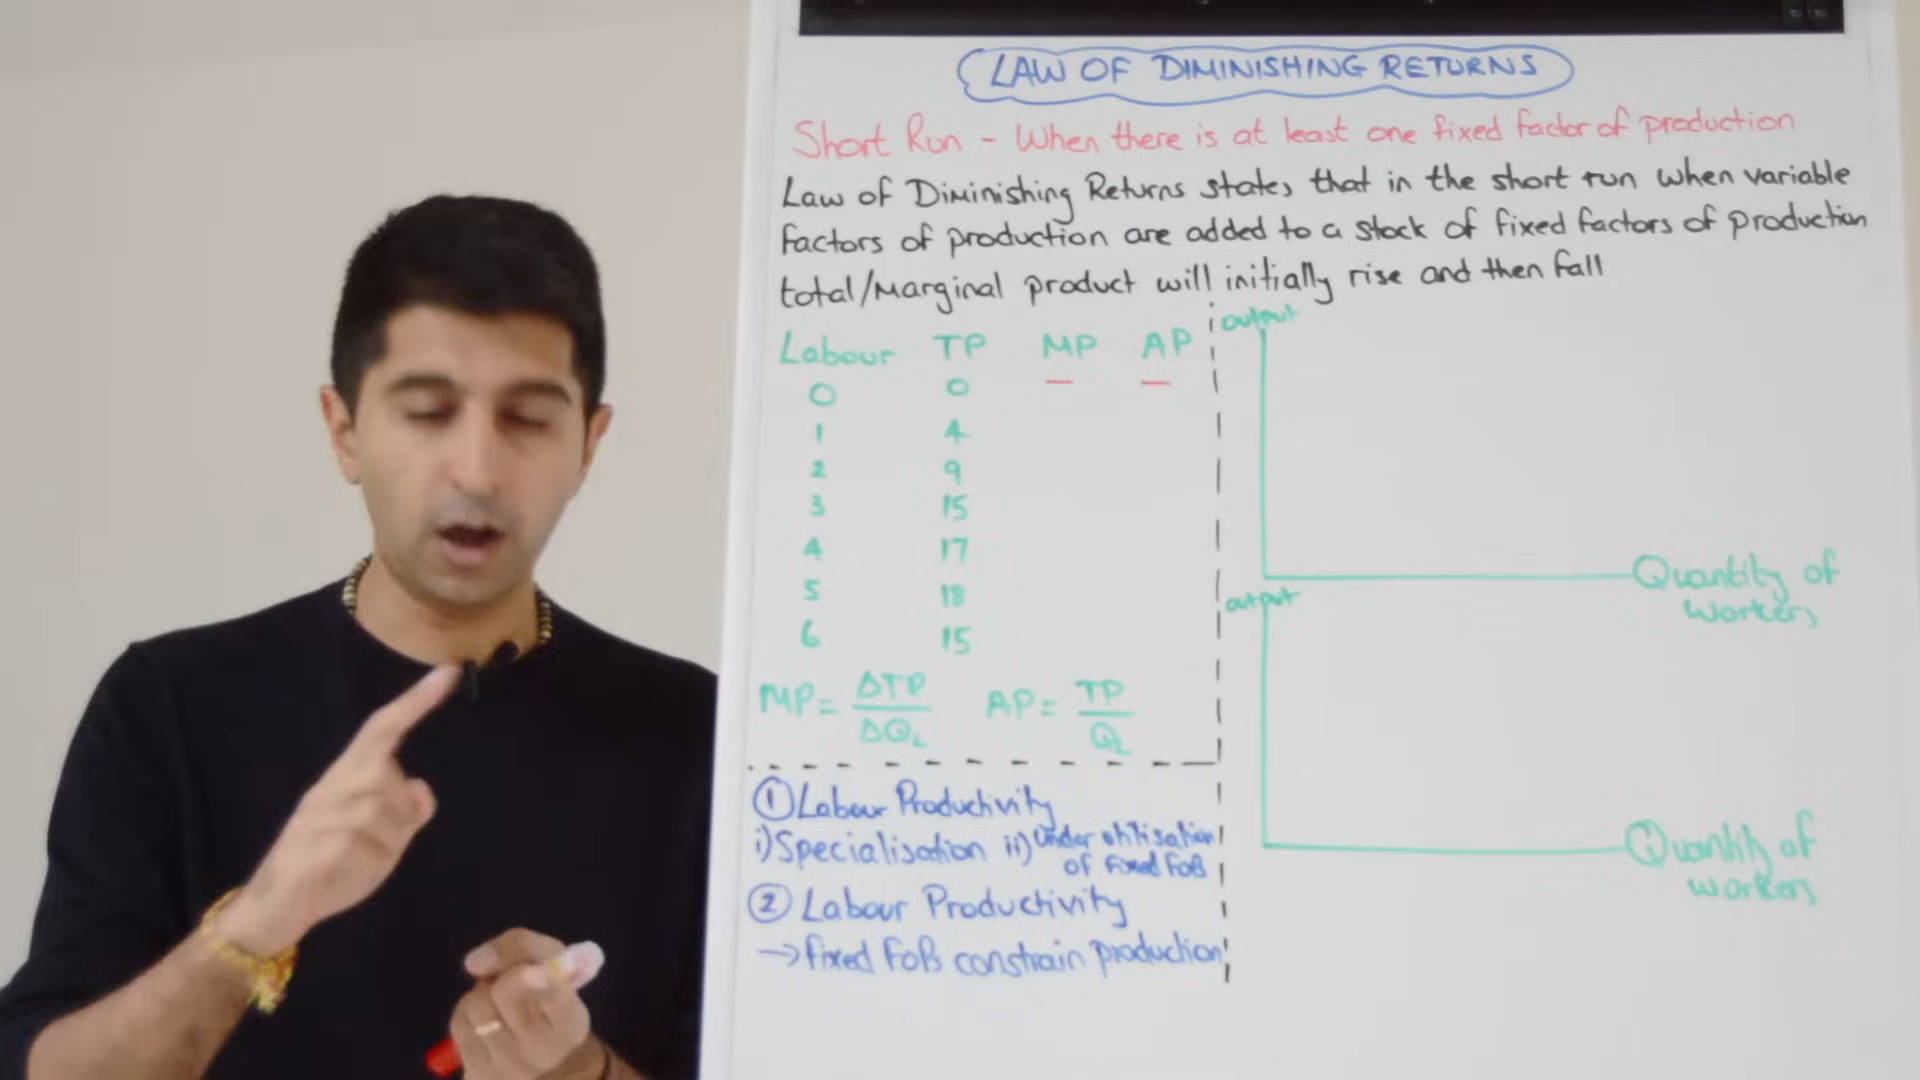 LAW OF DIMINISHING RETURNS
Short Run - When there is at least one fixed factor of production
Law of Diminishing Returns states that in the short run when variable
factors of production are added to a stock of fixed factors of production
total/marginal product will initially rise and then fall
Labour TP MP AP
0 0 — —
1 4
2 9
3 15
4 17
5 18
6 15
MP = ΔTP / ΔQL AP = TP / QL
① Labour Productivity
i) Specialisation ii) Under utilisation
of fixed FoP
② Labour Productivity
→ fixed FoPs constrain production
output
Quantity of
workers
output
Quantity of
workers